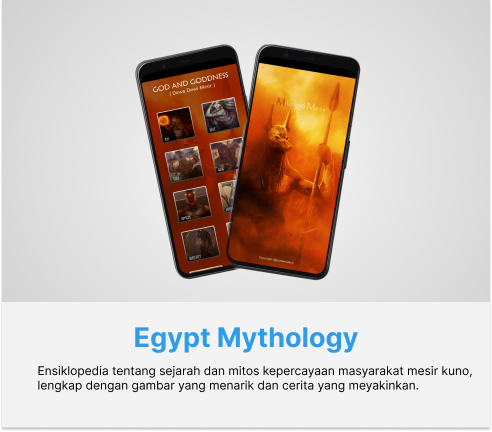 GOD AND GODDNESS
( Dewa Dewi Mesir )
Egypt Mythology
Ensiklopedia tentang sejarah dan mitos kepercayaan masyarakat mesir kuno,
lengkap dengan gambar yang menarik dan cerita yang meyakinkan.